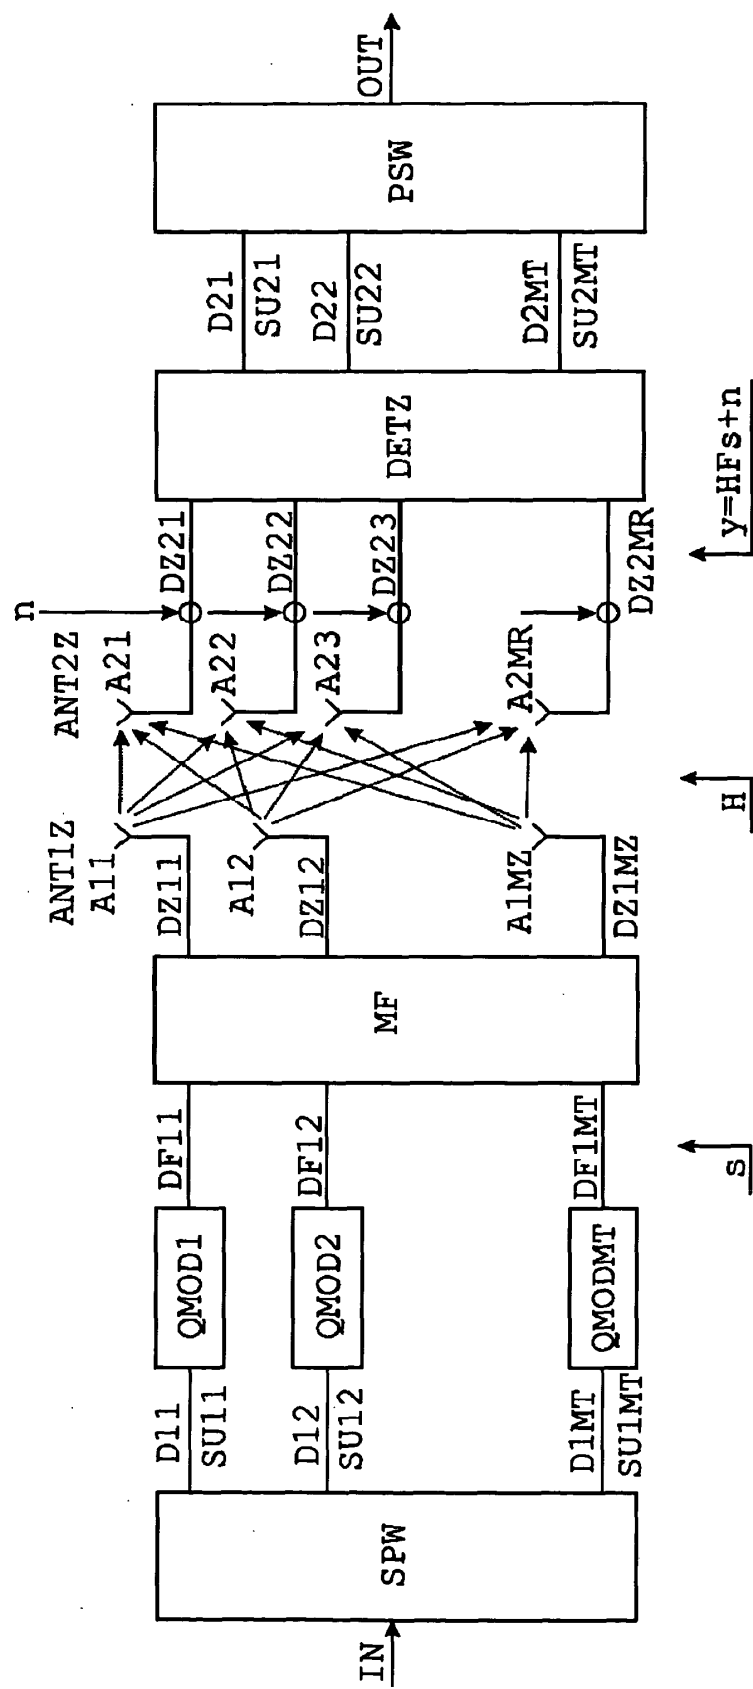 IN
SPW
D11
SU11
D12
SU12
D1MT
SU1MT
QMOD1
QMOD2
QMODMT
DF11
DF12
DF1MT
s
MF
ANT1Z
A11
DZ11
A12
DZ12
A1MZ
DZ1MZ
H
ANT2Z
A21
A22
A23
A2MR
n
DZ21
DZ22
DZ23
DZ2MR
y=HFs+n
DETZ
D21
SU21
D22
SU22
D2MT
SU2MT
PSW
OUT